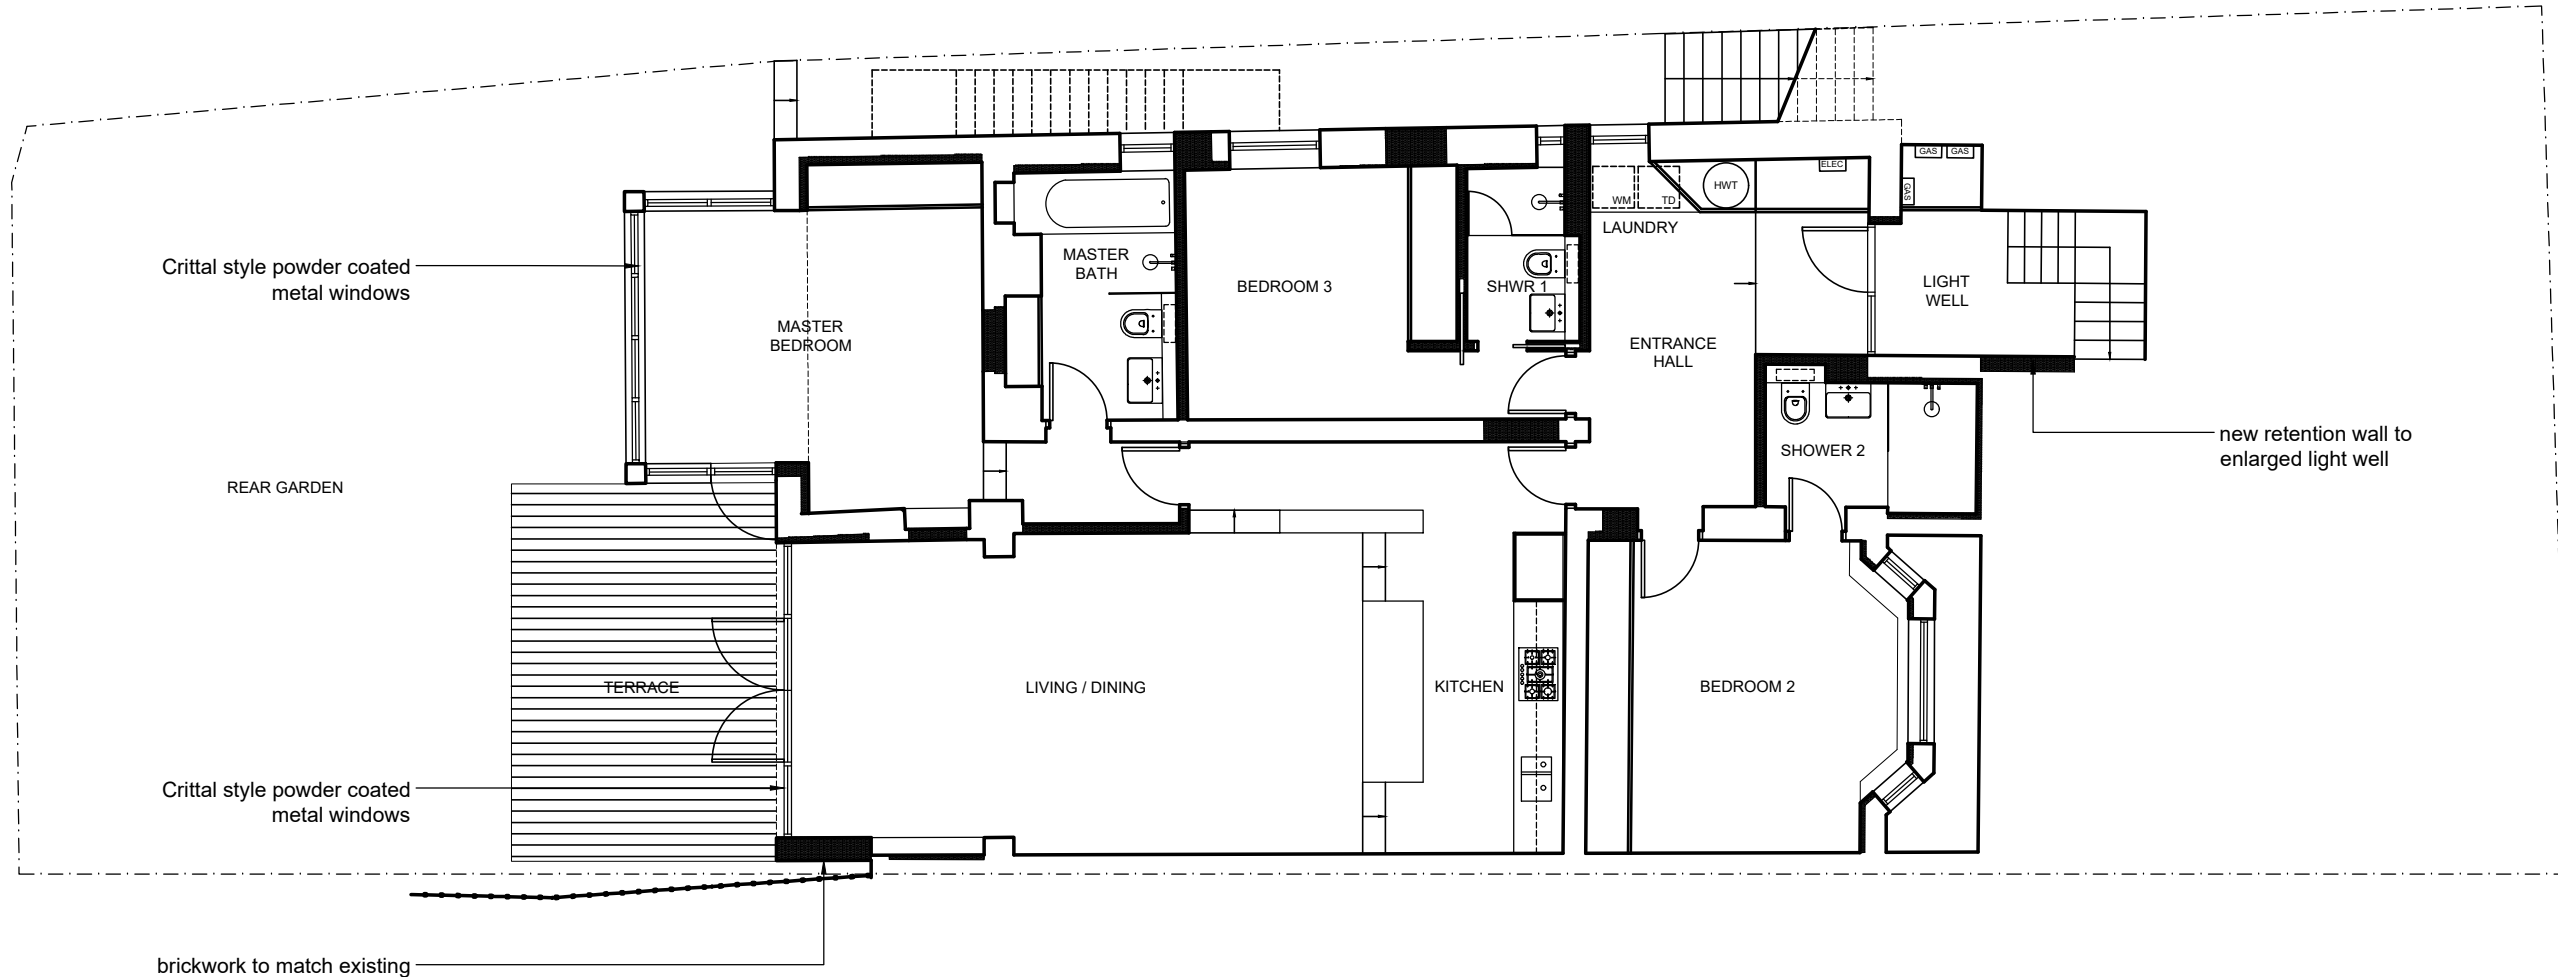 GAS
GAS
ELEC
GAS
HWT
WM
TD
LAUNDRY
MASTER
BATH
Crittal style powder coated
metal windows
BEDROOM 3
SHWR 1
LIGHT
WELL
MASTER
BEDROOM
ENTRANCE
HALL
new retention wall to
enlarged light well
SHOWER 2
REAR GARDEN
TERRACE
LIVING / DINING
KITCHEN
BEDROOM 2
Crittal style powder coated
metal windows
brickwork to match existing